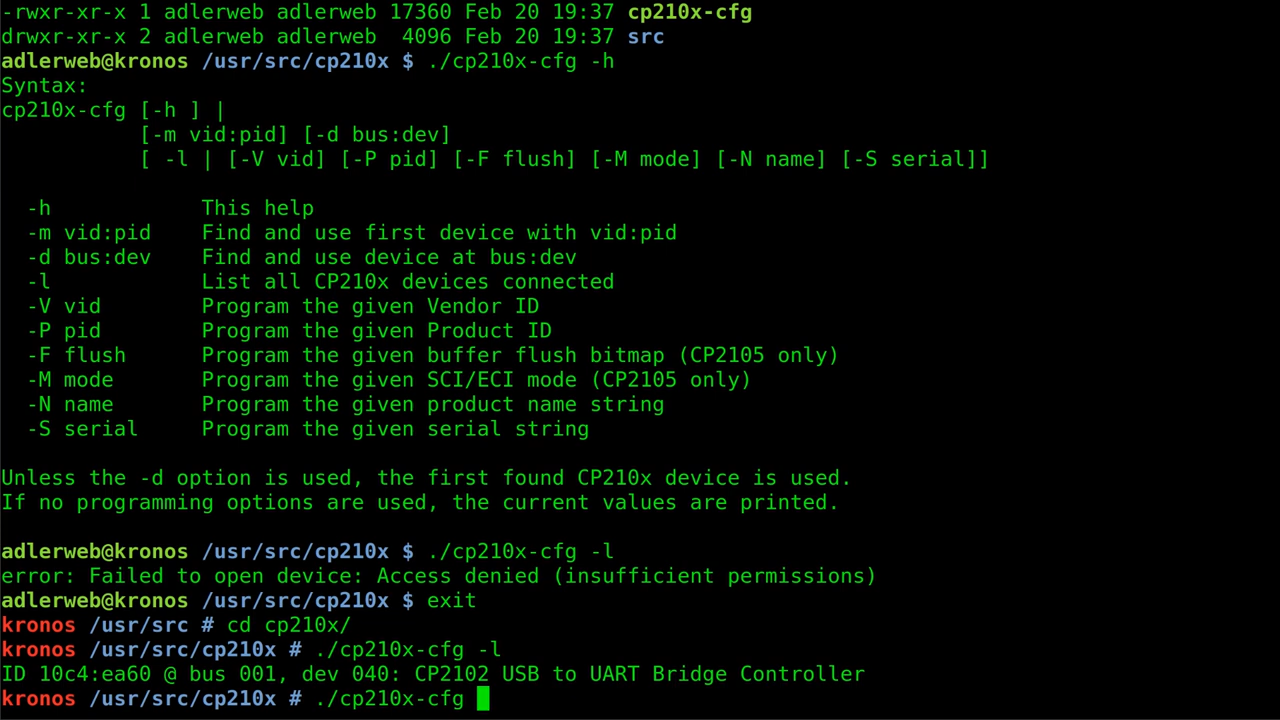 -rwxr-xr-x 1 adlerweb adlerweb 17360 Feb 20 19:37 cp210x-cfg
drwxr-xr-x 2 adlerweb adlerweb  4096 Feb 20 19:37 src
adlerweb@kronos /usr/src/cp210x $ ./cp210x-cfg -h
Syntax:
cp210x-cfg [-h ] |
           [-m vid:pid] [-d bus:dev]
           [ -l | [-V vid] [-P pid] [-F flush] [-M mode] [-N name] [-S serial]]

  -h            This help
  -m vid:pid    Find and use first device with vid:pid
  -d bus:dev    Find and use device at bus:dev
  -l            List all CP210x devices connected
  -V vid        Program the given Vendor ID
  -P pid        Program the given Product ID
  -F flush      Program the given buffer flush bitmap (CP2105 only)
  -M mode       Program the given SCI/ECI mode (CP2105 only)
  -N name       Program the given product name string
  -S serial     Program the given serial string

Unless the -d option is used, the first found CP210x device is used.
If no programming options are used, the current values are printed.

adlerweb@kronos /usr/src/cp210x $ ./cp210x-cfg -l
error: Failed to open device: Access denied (insufficient permissions)
adlerweb@kronos /usr/src/cp210x $ exit
kronos /usr/src # cd cp210x/
kronos /usr/src/cp210x # ./cp210x-cfg -l
ID 10c4:ea60 @ bus 001, dev 040: CP2102 USB to UART Bridge Controller
kronos /usr/src/cp210x # ./cp210x-cfg